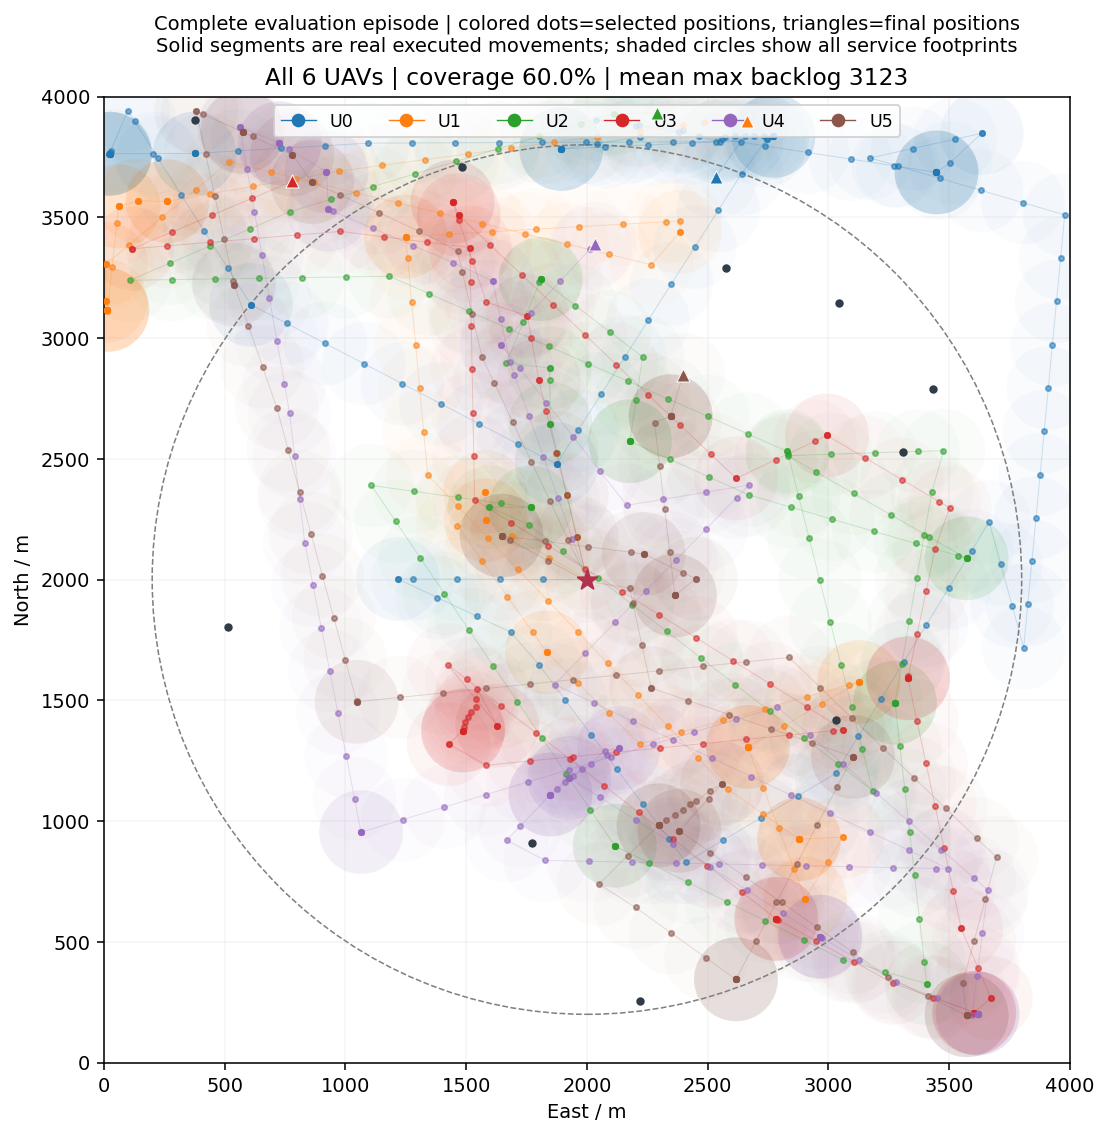 Complete evaluation episode | colored dots=selected positions, triangles=final positions
Solid segments are real executed movements; shaded circles show all service footprints
All 6 UAVs | coverage 60.0% | mean max backlog 3123
U0 U1 U2 U3 U4 U5
4000
3500
3000
2500
2000
1500
1000
500
0
North / m
0 500 1000 1500 2000 2500 3000 3500 4000
East / m